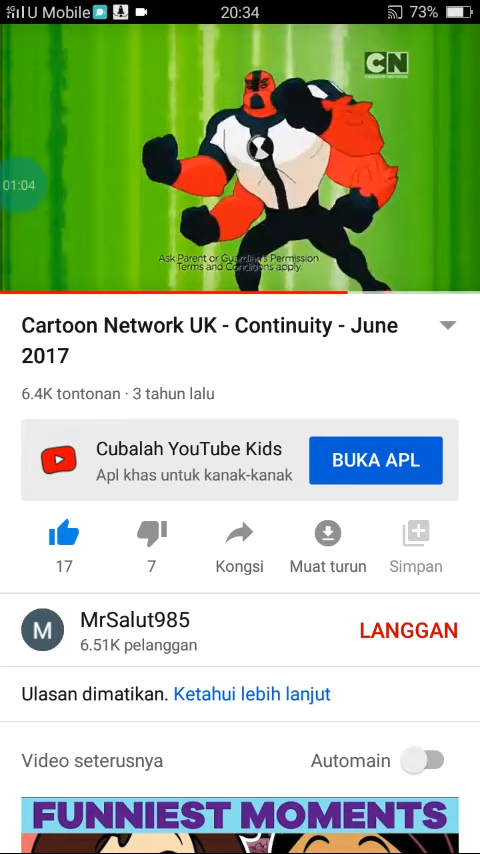 4G U Mobile 20:34 73%
CN
CARTOON NETWORK
01:04
Ask Parent or Guardian's Permission
Terms and Conditions apply.
Cartoon Network UK - Continuity - June
2017
6.4K tontonan · 3 tahun lalu
Cubalah YouTube Kids
Apl khas untuk kanak-kanak
BUKA APL
17 7 Kongsi Muat turun Simpan
M
MrSalut985
6.51K pelanggan
LANGGAN
Ulasan dimatikan. Ketahui lebih lanjut
Video seterusnya Automain
FUNNIEST MOMENTS